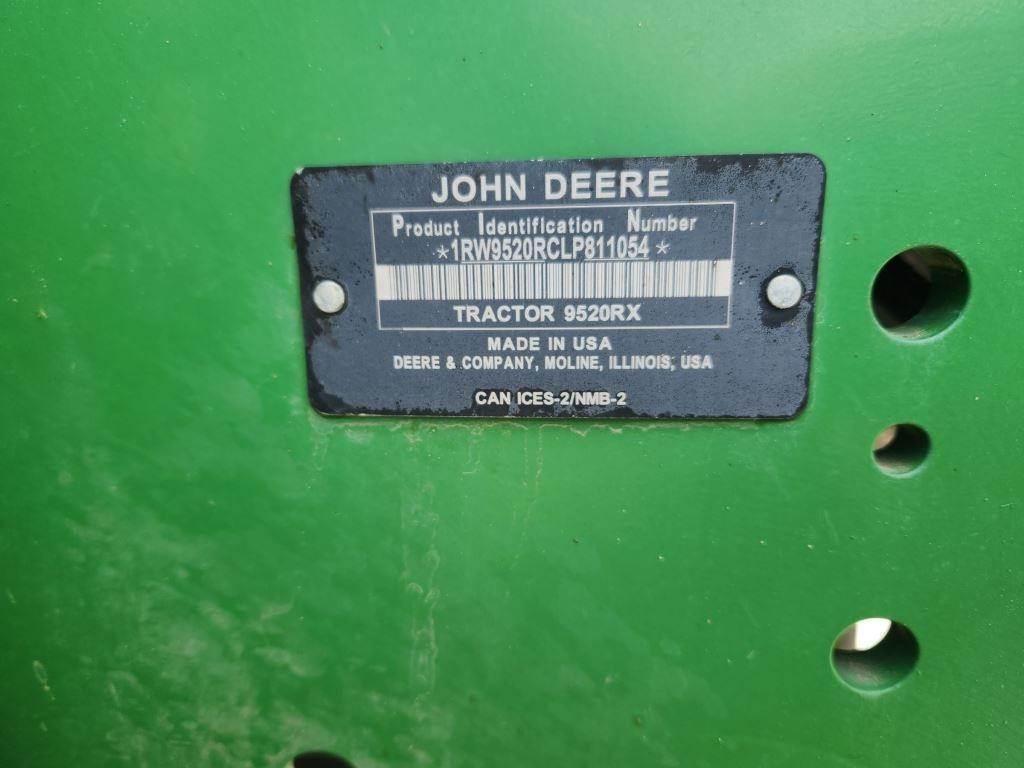 JOHN DEERE
Product Identification Number
*1RW9520RCLP811054*
TRACTOR 9520RX
MADE IN USA
DEERE & COMPANY, MOLINE, ILLINOIS, USA
CAN ICES-2/NMB-2